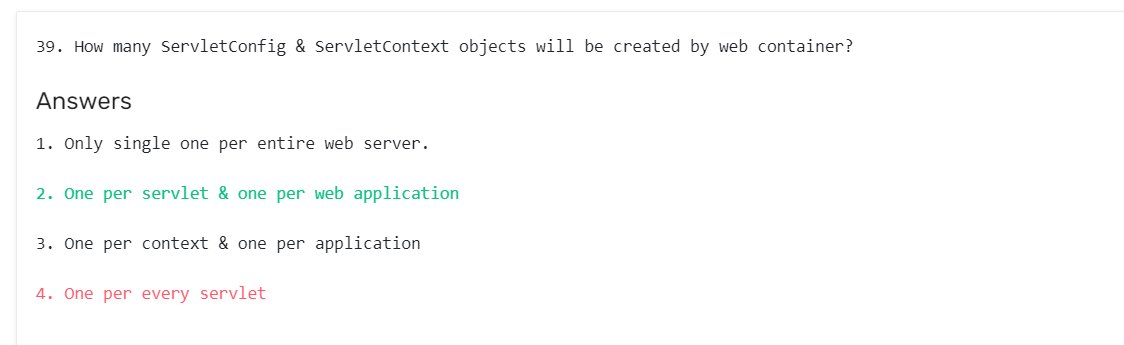 39. How many ServletConfig & ServletContext objects will be created by web container?
Answers
1. Only single one per entire web server.
2. One per servlet & one per web application
3. One per context & one per application
4. One per every servlet